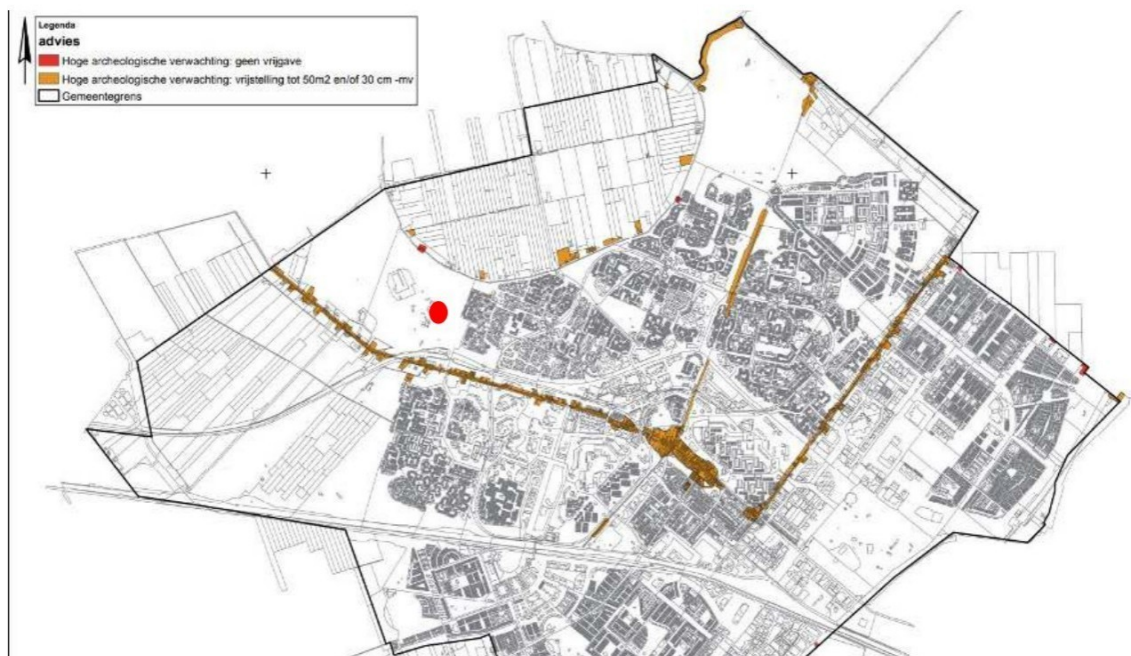 Legenda
advies
Hoge archeologische verwachting: geen vrijgave
Hoge archeologische verwachting: vrijstelling tot 50m2 en/of 30 cm -mv
Gemeentegrens